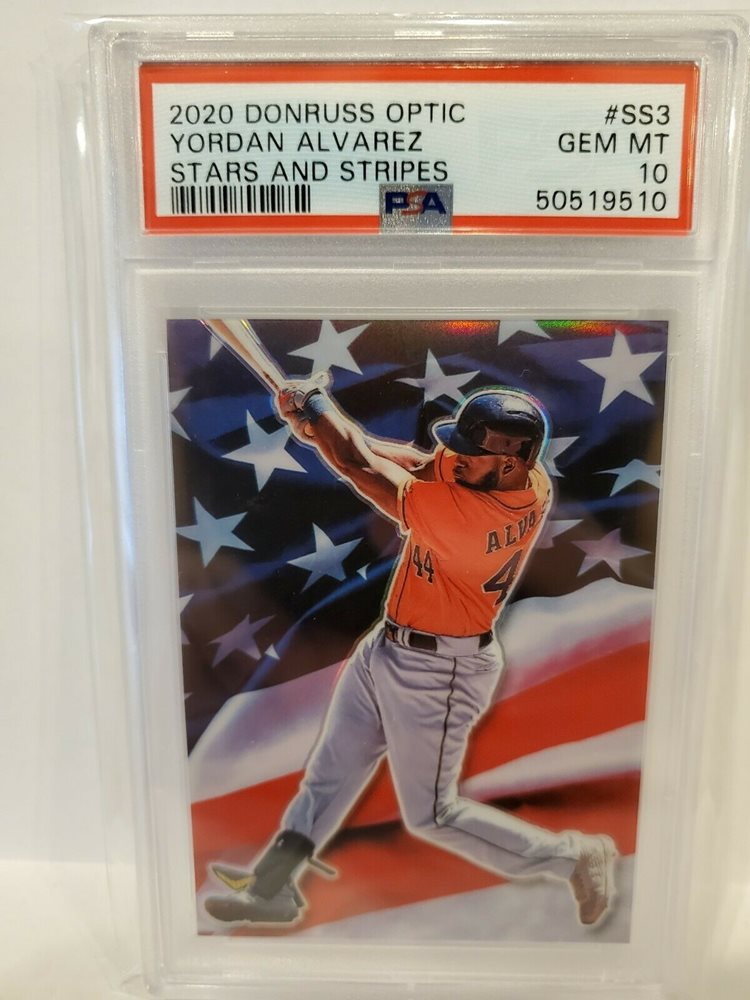 2020 DONRUSS OPTIC #SS3
YORDAN ALVAREZ GEM MT
STARS AND STRIPES 10
PSA 50519510
ALVA
44
4